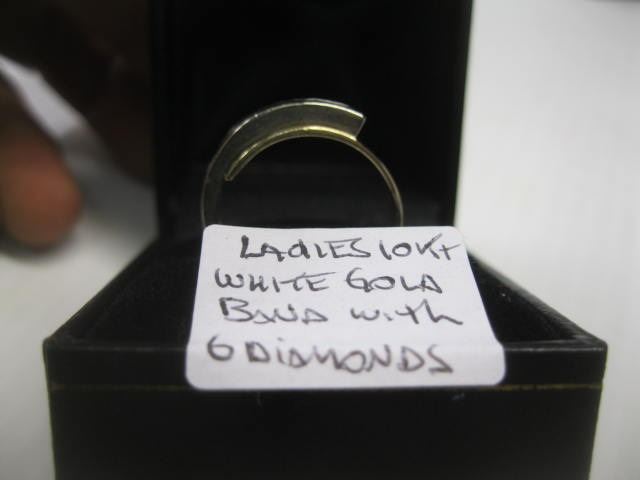 LADIES 10Kt
WHITE GOLD
BAND with
6 DIAMONDS